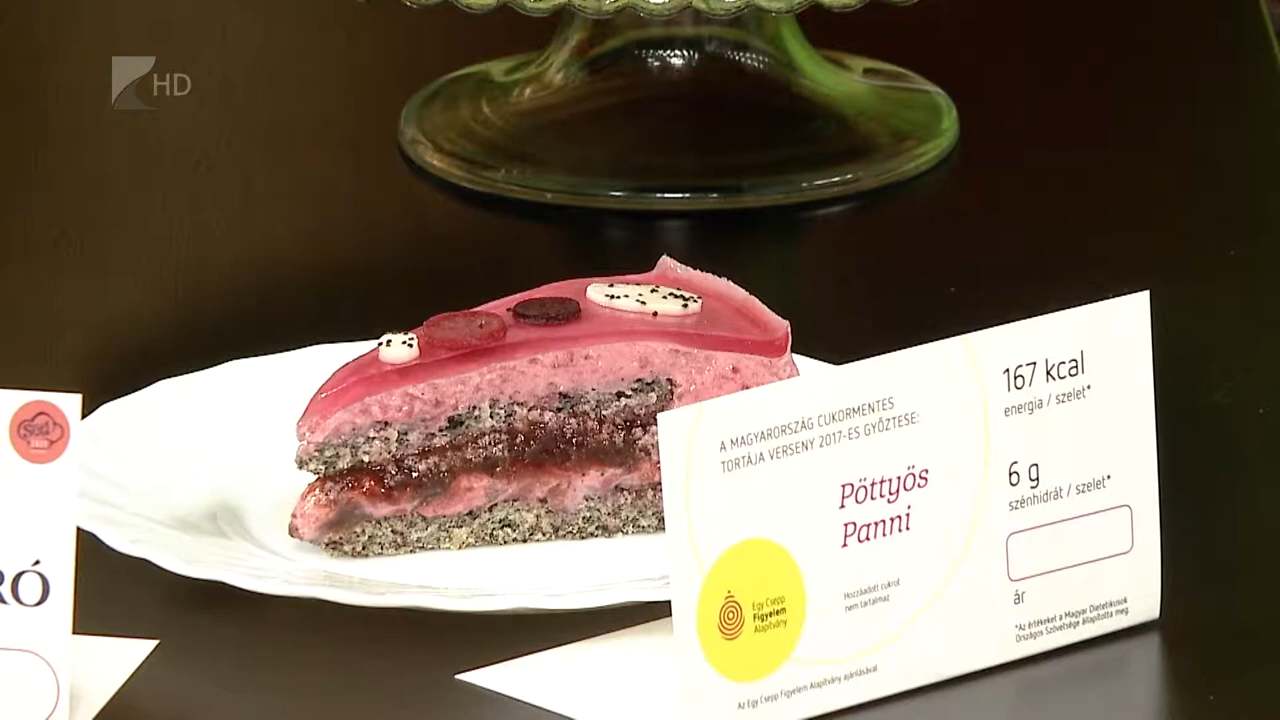 HD
RÓ
A MAGYARORSZÁG CUKORMENTES
TORTÁJA VERSENY 2017-ES GYŐZTESE:
Pöttyös
Panni
Hozzáadott cukrot
nem tartalmaz
Egy Csepp
Figyelem
Alapítvány
Az Egy Csepp Figyelem Alapítvány ajánlásával
167 kcal
energia / szelet*
6 g
szénhidrát / szelet*
ár
*Az értékeket a Magyar Dietetikusok
Országos Szövetsége állapította meg.